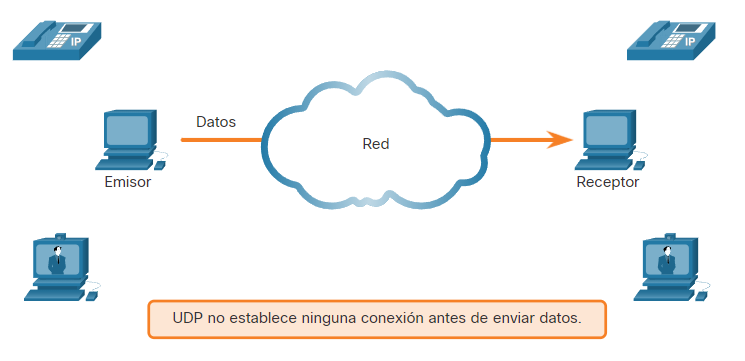 IP
IP
Datos
Red
Emisor
Receptor
UDP no establece ninguna conexión antes de enviar datos.